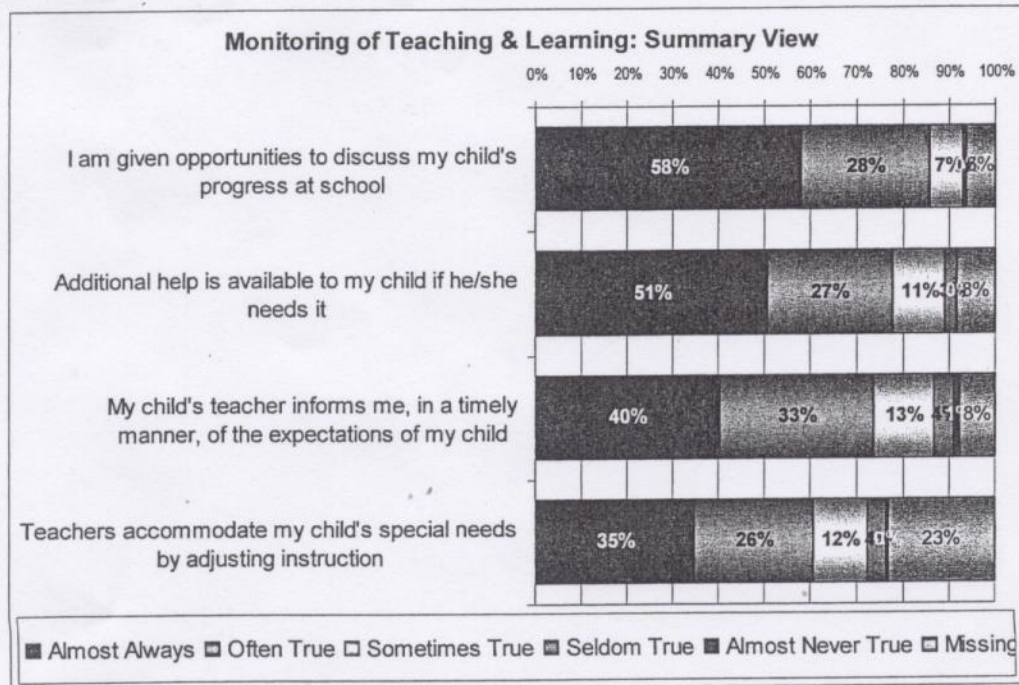 Monitoring of Teaching & Learning: Summary View
0% 10% 20% 30% 40% 50% 60% 70% 80% 90% 100%
I am given opportunities to discuss my child's
progress at school
58% 28% 7% 6%
Additional help is available to my child if he/she
needs it
51% 27% 11% 8%
My child's teacher informs me, in a timely
manner, of the expectations of my child
40% 33% 13% 8%
Teachers accommodate my child's special needs
by adjusting instruction
35% 26% 12% 23%
Almost Always Often True Sometimes True Seldom True Almost Never True Missing